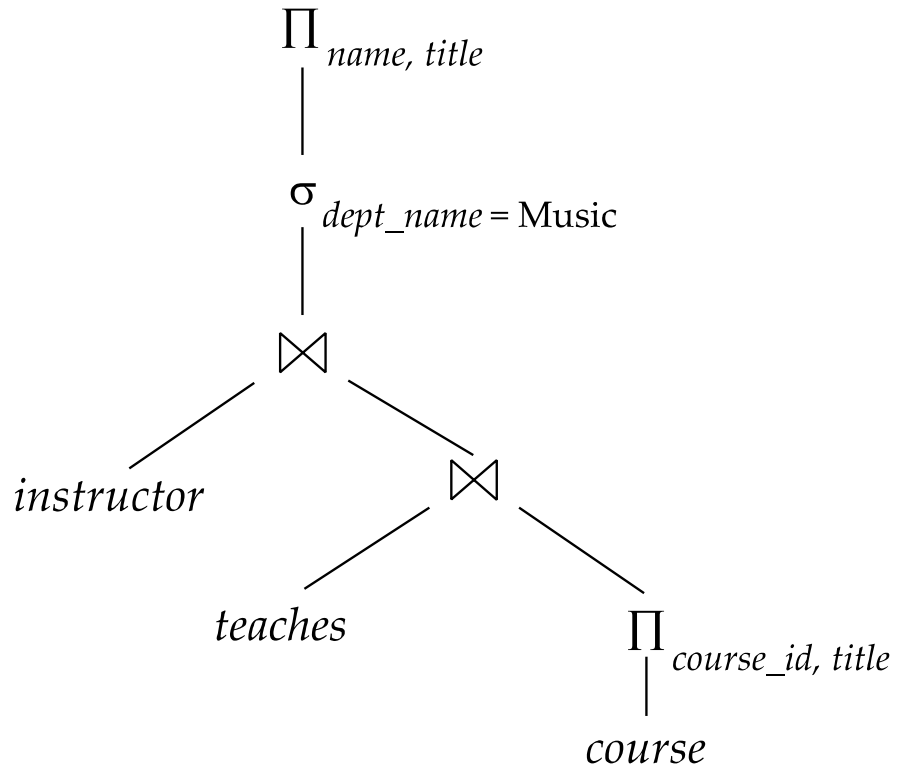 ∏ name, title
σ dept_name = Music
⋈
instructor
⋈
teaches
∏ course_id, title
course